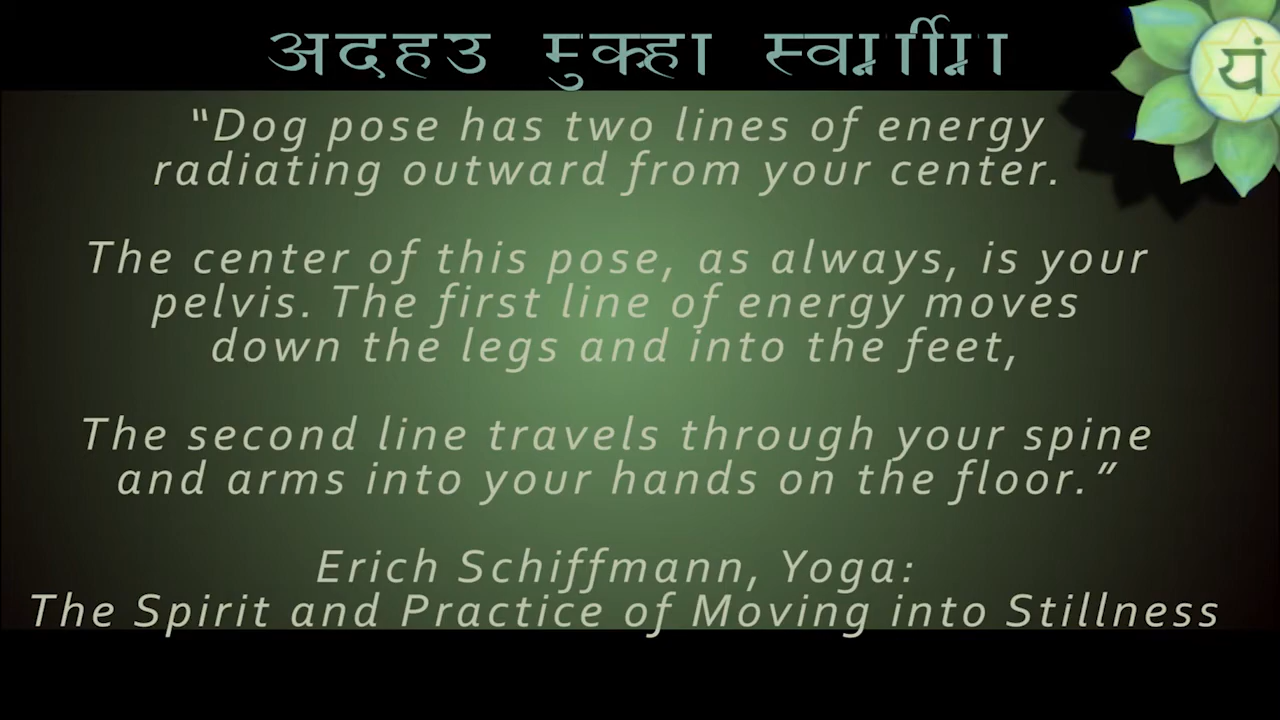 अदहउ मुकहा
यं
“Dog pose has two lines of energy
radiating outward from your center.
The center of this pose, as always, is your
pelvis. The first line of energy moves
down the legs and into the feet,
The second line travels through your spine
and arms into your hands on the floor.”
Erich Schiffmann, Yoga:
The Spirit and Practice of Moving into Stillness